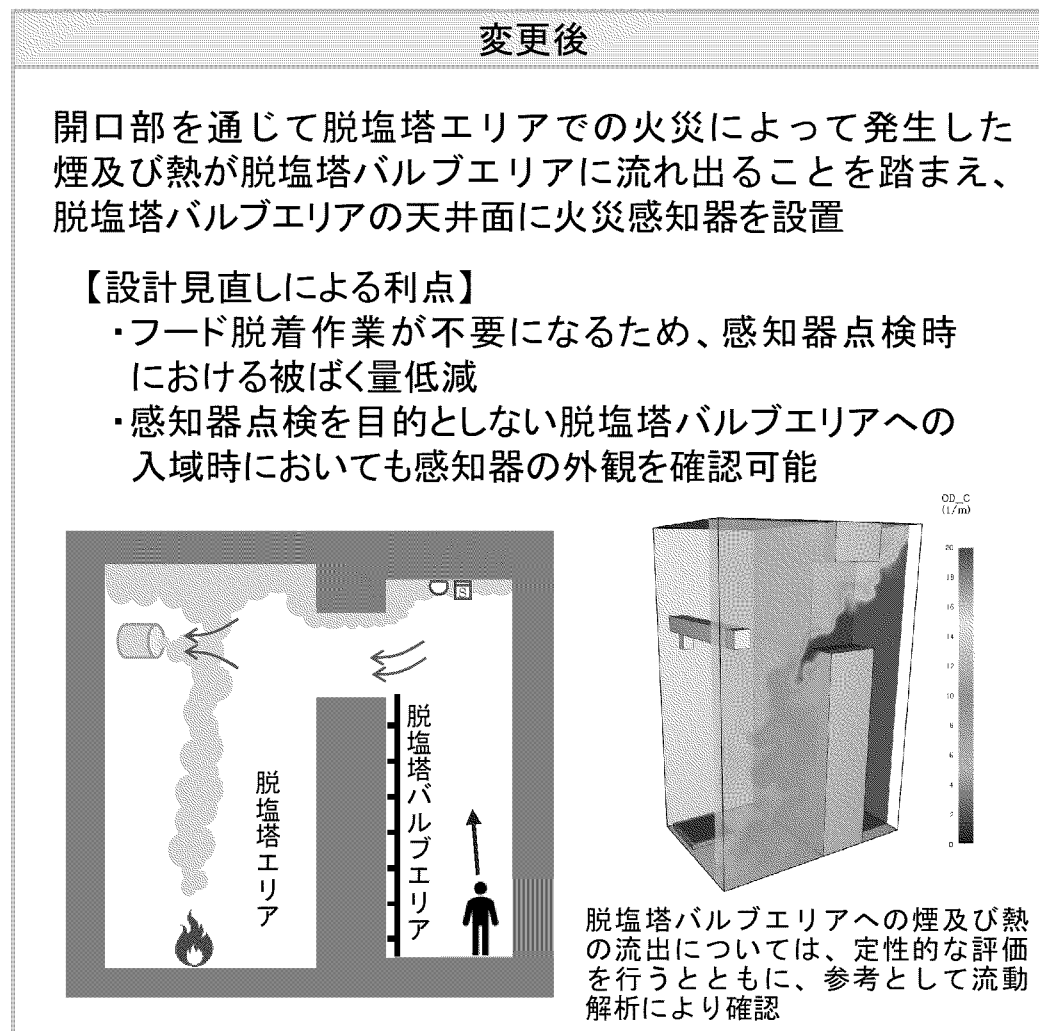 変更後
開口部を通じて脱塩塔エリアでの火災によって発生した
煙及び熱が脱塩塔バルブエリアに流れ出ることを踏まえ、
脱塩塔バルブエリアの天井面に火災感知器を設置
【設計見直しによる利点】
・フード脱着作業が不要になるため、感知器点検時
における被ばく量低減
・感知器点検を目的としない脱塩塔バルブエリアへの
入域時においても感知器の外観を確認可能
S
脱塩塔エリア
脱塩塔バルブエリア
OD_C
(1/m)
20
18
16
14
12
10
8
6
4
2
0
脱塩塔バルブエリアへの煙及び熱
の流出については、定性的な評価
を行うとともに、参考として流動
解析により確認